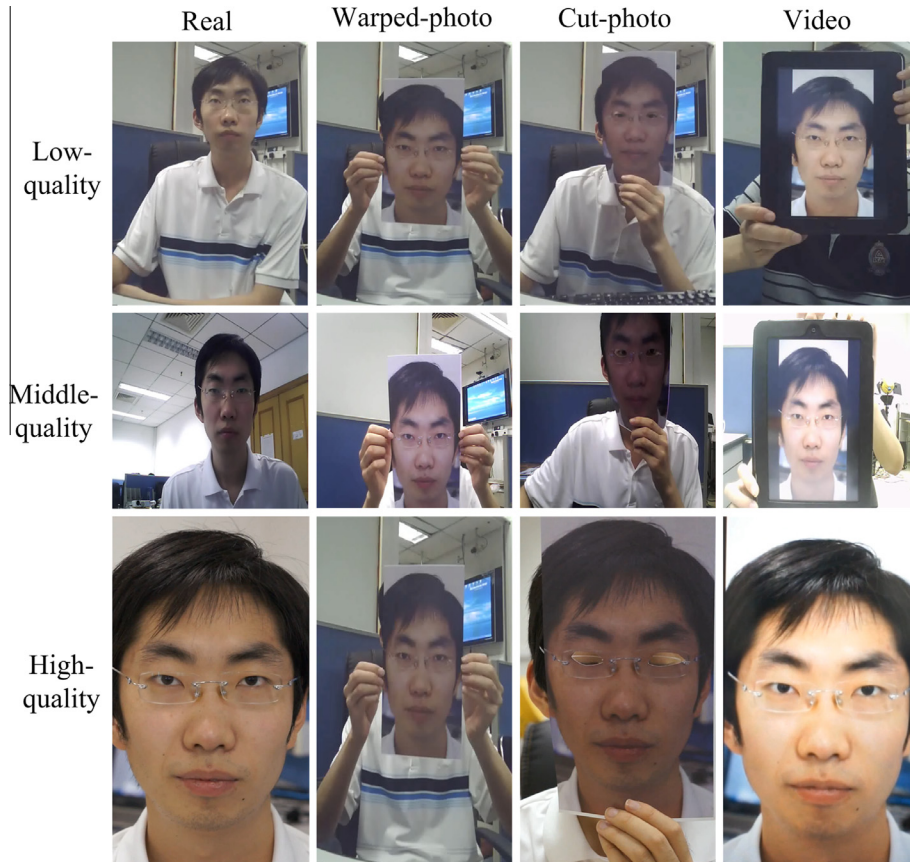 Real Warped-photo Cut-photo Video
Low-
quality
Middle-
quality
High-
quality